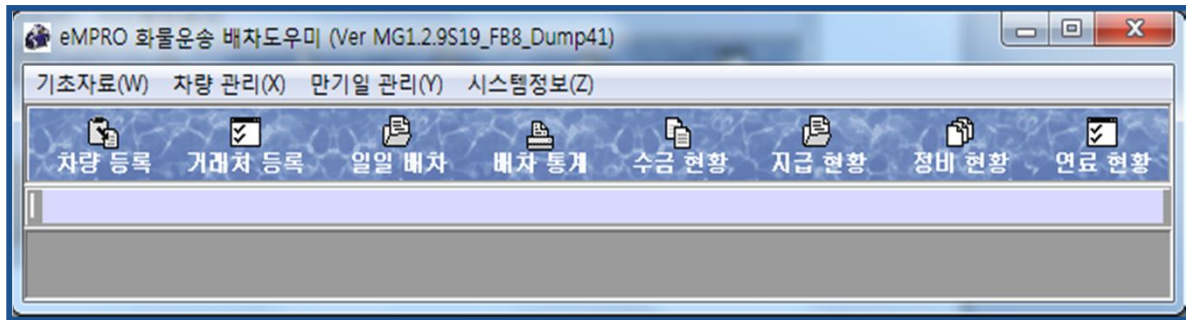 eMPRO 화물운송 배차도우미 (Ver MG1.2.9S19_FB8_Dump41)
기초자료(W) 차량 관리(X) 만기일 관리(Y) 시스템정보(Z)
차량 등록 거래처 등록 일일 배차 배차 통계 수금 현황 지급 현황 정비 현황 연료 현황